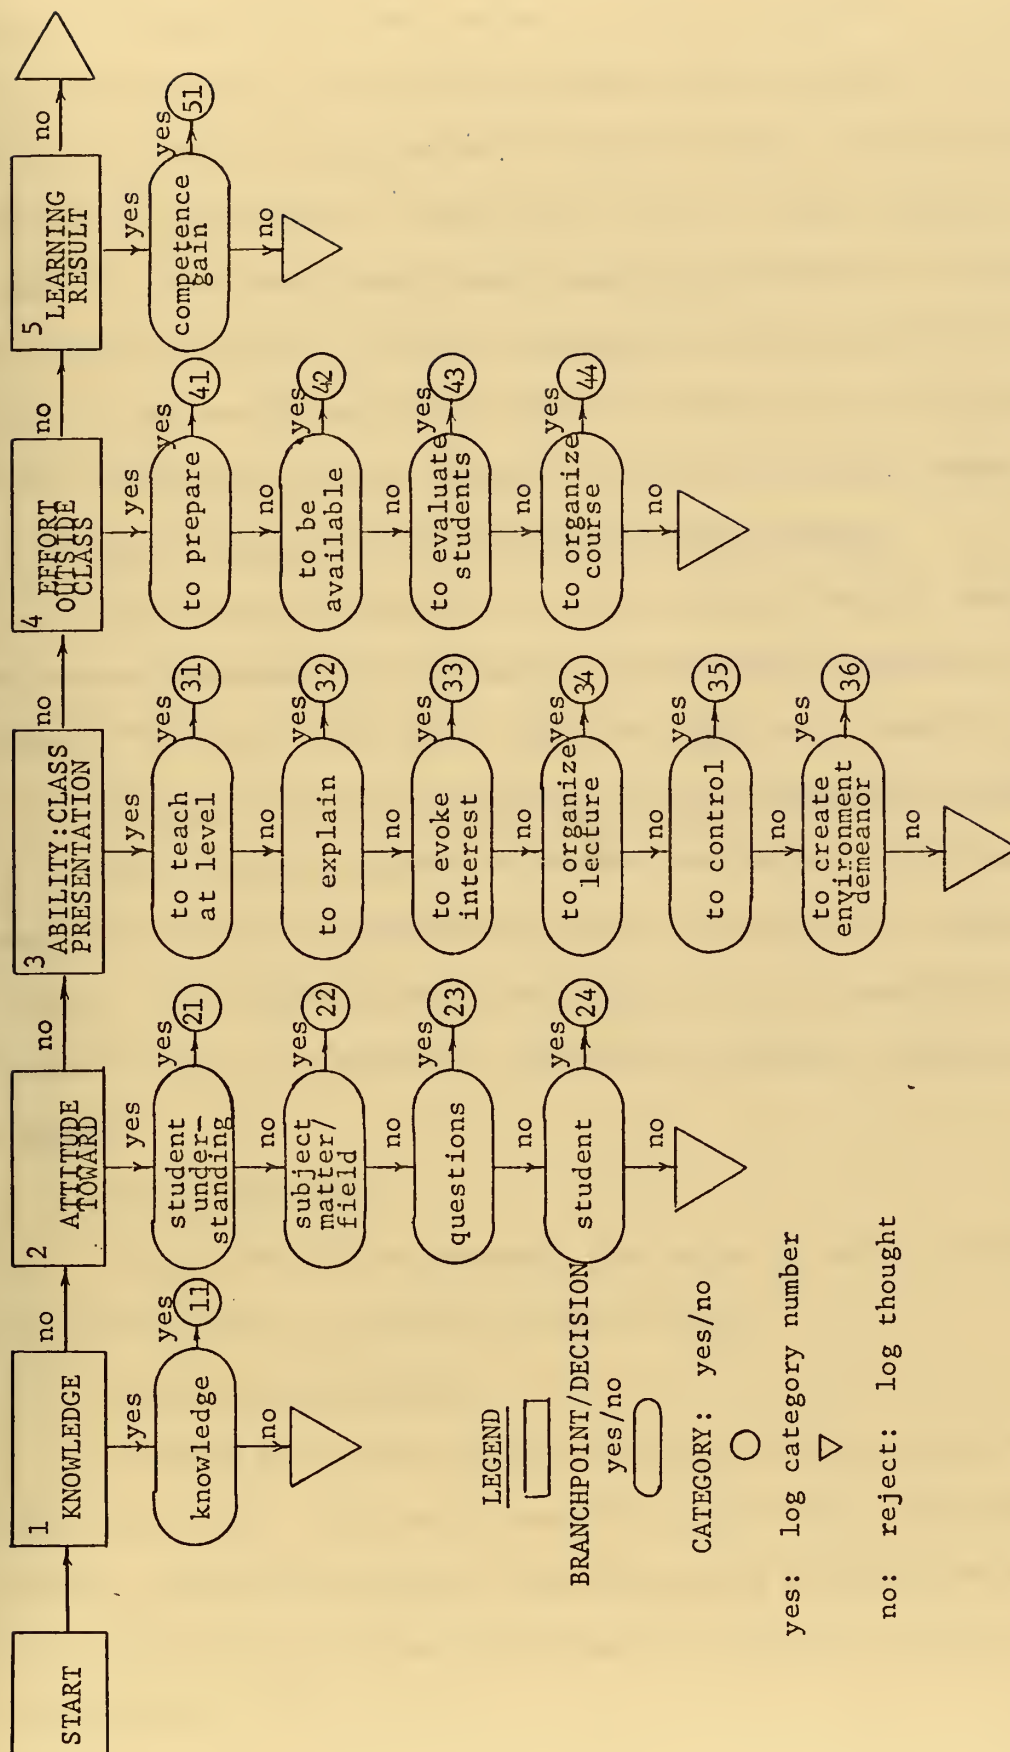 START
1
KNOWLEDGE
no
yes
knowledge
yes
11
no
2
ATTITUDE
TOWARD
no
yes
student
under-
standing
yes
21
no
subject
matter/
field
yes
22
no
questions
yes
23
no
student
yes
24
no
3
ABILITY:CLASS
PRESENTATION
no
yes
to teach
at level
yes
31
no
to explain
yes
32
no
to evoke
interest
yes
33
no
to organize
lecture
yes
34
no
to control
yes
35
no
to create
environment
demeanor
yes
36
no
4
EFFORT
OUTSIDE
CLASS
no
yes
to prepare
yes
41
no
to be
available
yes
42
no
to evaluate
students
yes
43
no
to organize
course
yes
44
no
5
LEARNING
RESULT
no
yes
competence
gain
yes
51
no
LEGEND
BRANCHPOINT/DECISION
yes/no
CATEGORY: yes/no
yes: log category number
no: reject: log thought